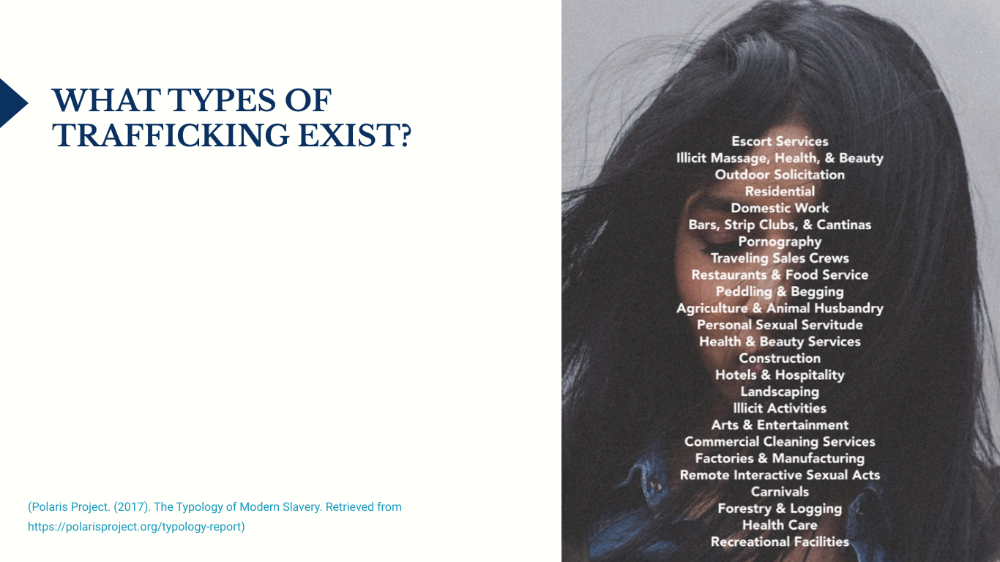 WHAT TYPES OF
TRAFFICKING EXIST?
(Polaris Project. (2017). The Typology of Modern Slavery. Retrieved from
https://polarisproject.org/typology-report)
Escort Services
Illicit Massage, Health, & Beauty
Outdoor Solicitation
Residential
Domestic Work
Bars, Strip Clubs, & Cantinas
Pornography
Traveling Sales Crews
Restaurants & Food Service
Peddling & Begging
Agriculture & Animal Husbandry
Personal Sexual Servitude
Health & Beauty Services
Construction
Hotels & Hospitality
Landscaping
Illicit Activities
Arts & Entertainment
Commercial Cleaning Services
Factories & Manufacturing
Remote Interactive Sexual Acts
Carnivals
Forestry & Logging
Health Care
Recreational Facilities